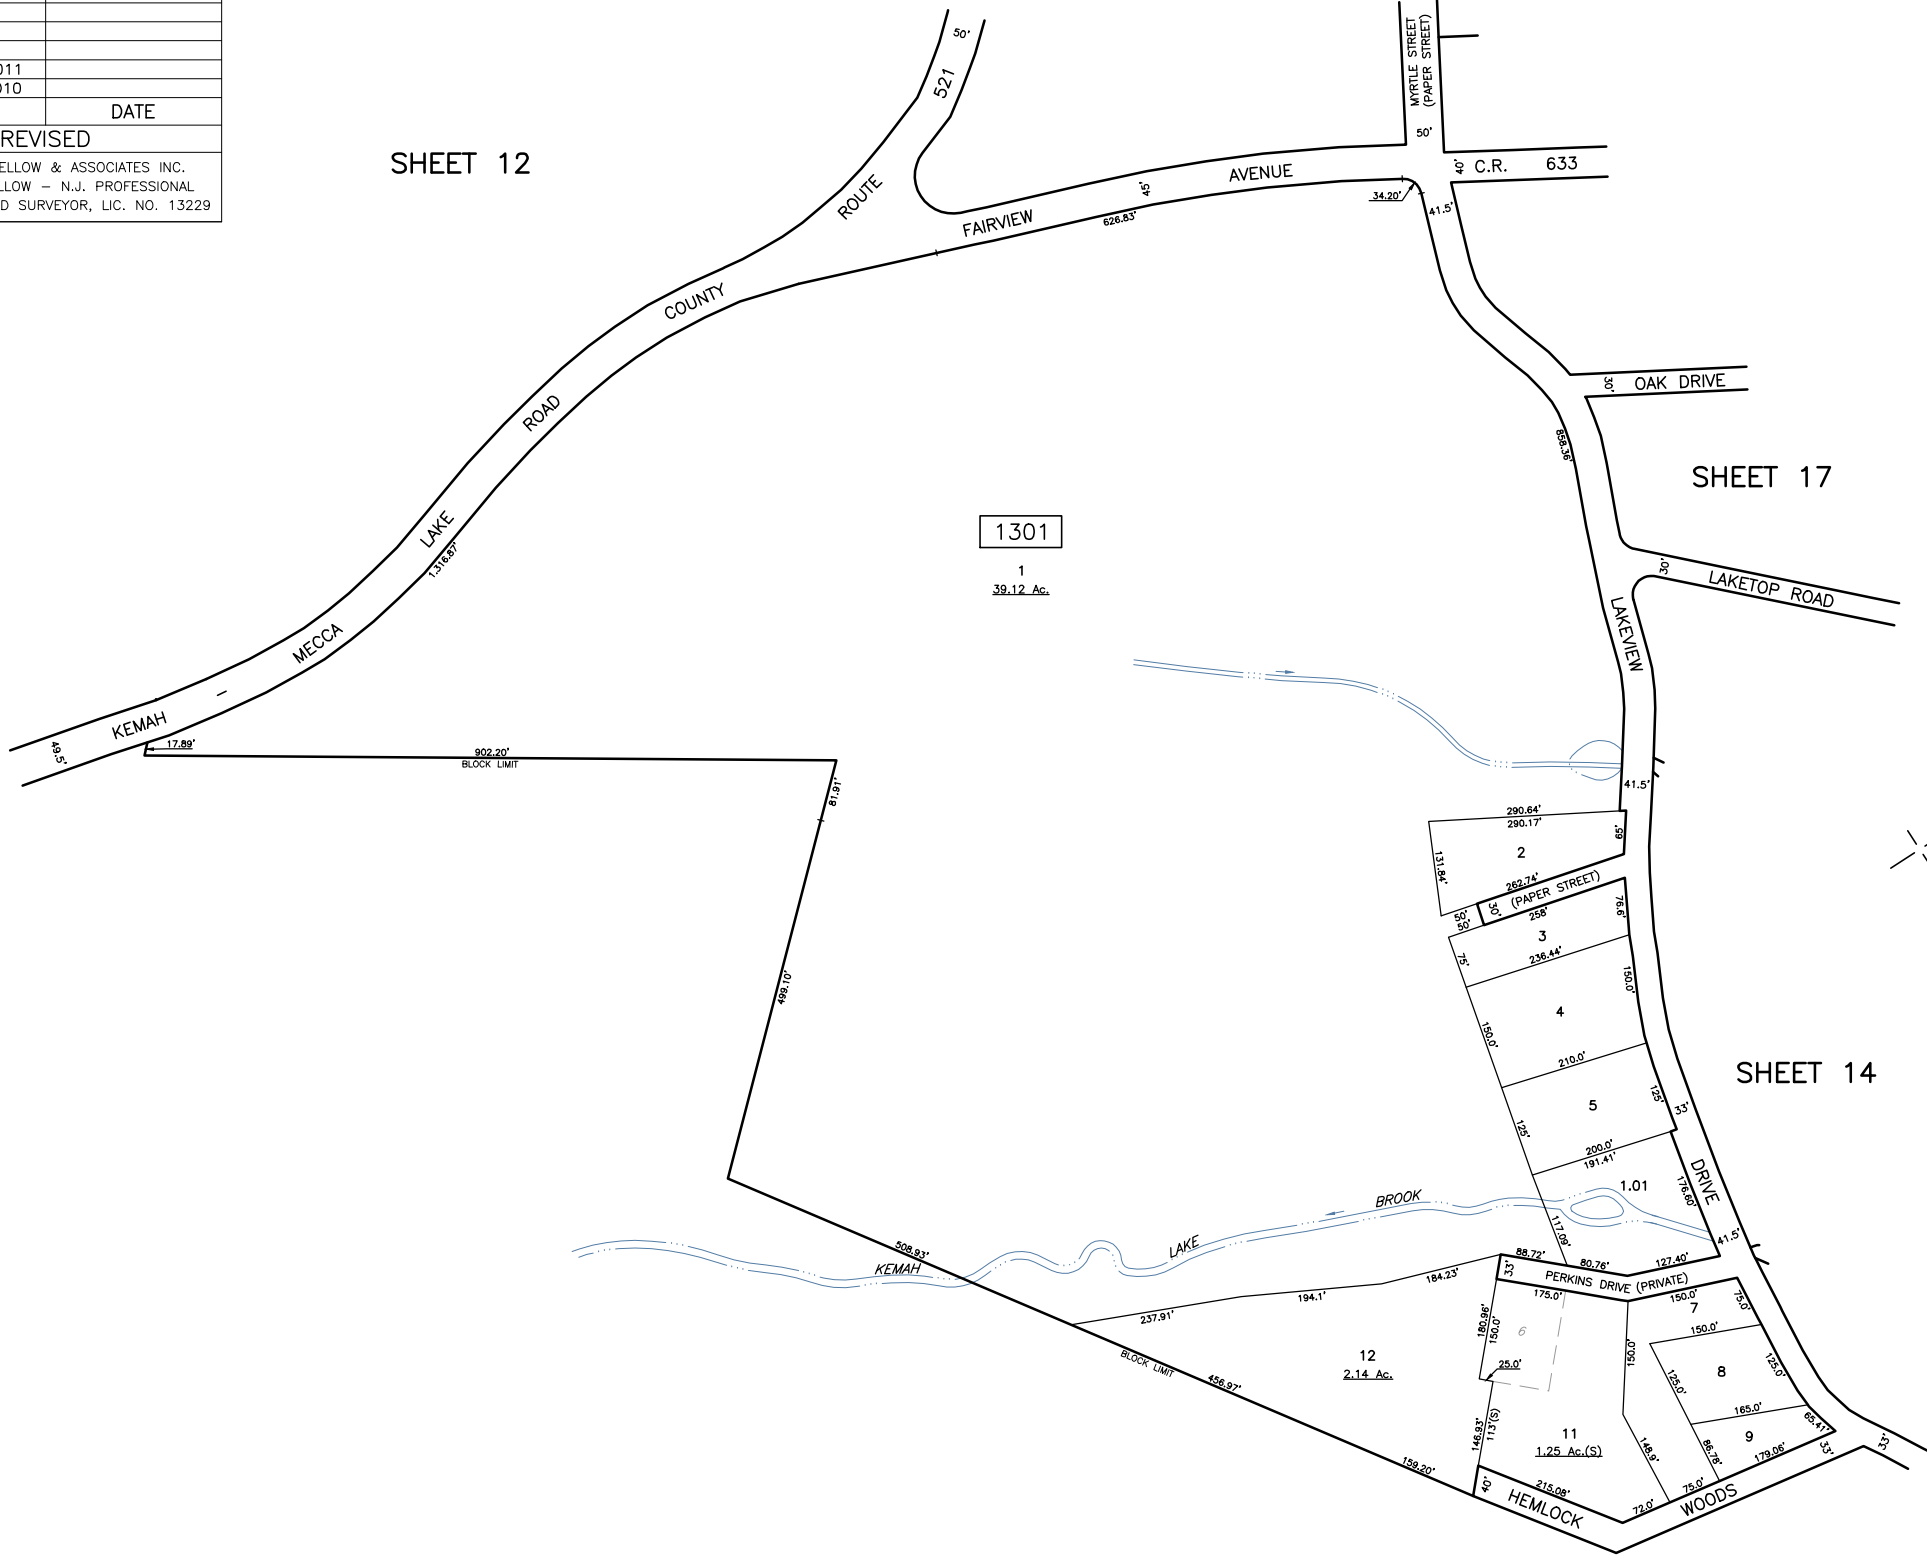 011
010
DATE
REVISED
ELLOW & ASSOCIATES INC.
LLOW – N.J. PROFESSIONAL
D SURVEYOR, LIC. NO. 13229
SHEET 12
50'
521
ROUTE
COUNTY
ROAD
LAKE
MECCA
–
KEMAH
49.5'
1,316.87'
FAIRVIEW
AVENUE
45'
626.83'
34.20'
MYRTLE STREET
(PAPER STREET)
50'
40'
C.R. 633
41.5'
30'
OAK DRIVE
858.36'
SHEET 17
30'
LAKETOP ROAD
LAKEVIEW
1301
1
39.12 Ac.
17.89'
902.20'
BLOCK LIMIT
81.91'
499.10'
41.5'
290.64'
290.17'
65'
2
131.84'
262.74'
(PAPER STREET)
30'
50'
50'
258'
76.6'
3
75'
236.44'
150.0'
4
150.0'
210.0'
SHEET 14
125'
5
33'
125'
200.0'
191.41'
DRIVE
1.01
176.60'
117.09'
41.5'
BROOK
LAKE
KEMAH
508.93'
88.72'
80.76'
127.40'
33'
PERKINS DRIVE (PRIVATE)
184.23'
194.1'
237.91'
175.0'
150.0'
75.0'
7
180.96'
150.0'
6
150.0'
150.0'
12
2.14 Ac.
BLOCK LIMIT
456.97'
25.0'
125.0'
8
125.0'
165.0'
65.41'
146.93'
113'(S)
11
1.25 Ac.(S)
148.9'
86.78'
9
179.06'
33'
33'
159.20'
40'
215.08'
72.0'
75.0'
HEMLOCK
WOODS